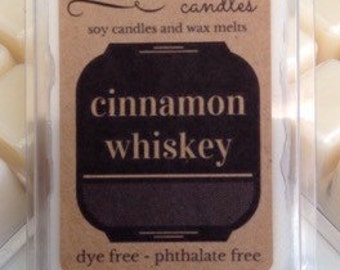 candles
soy candles and wax melts
cinnamon
whiskey
dye free - phthalate free